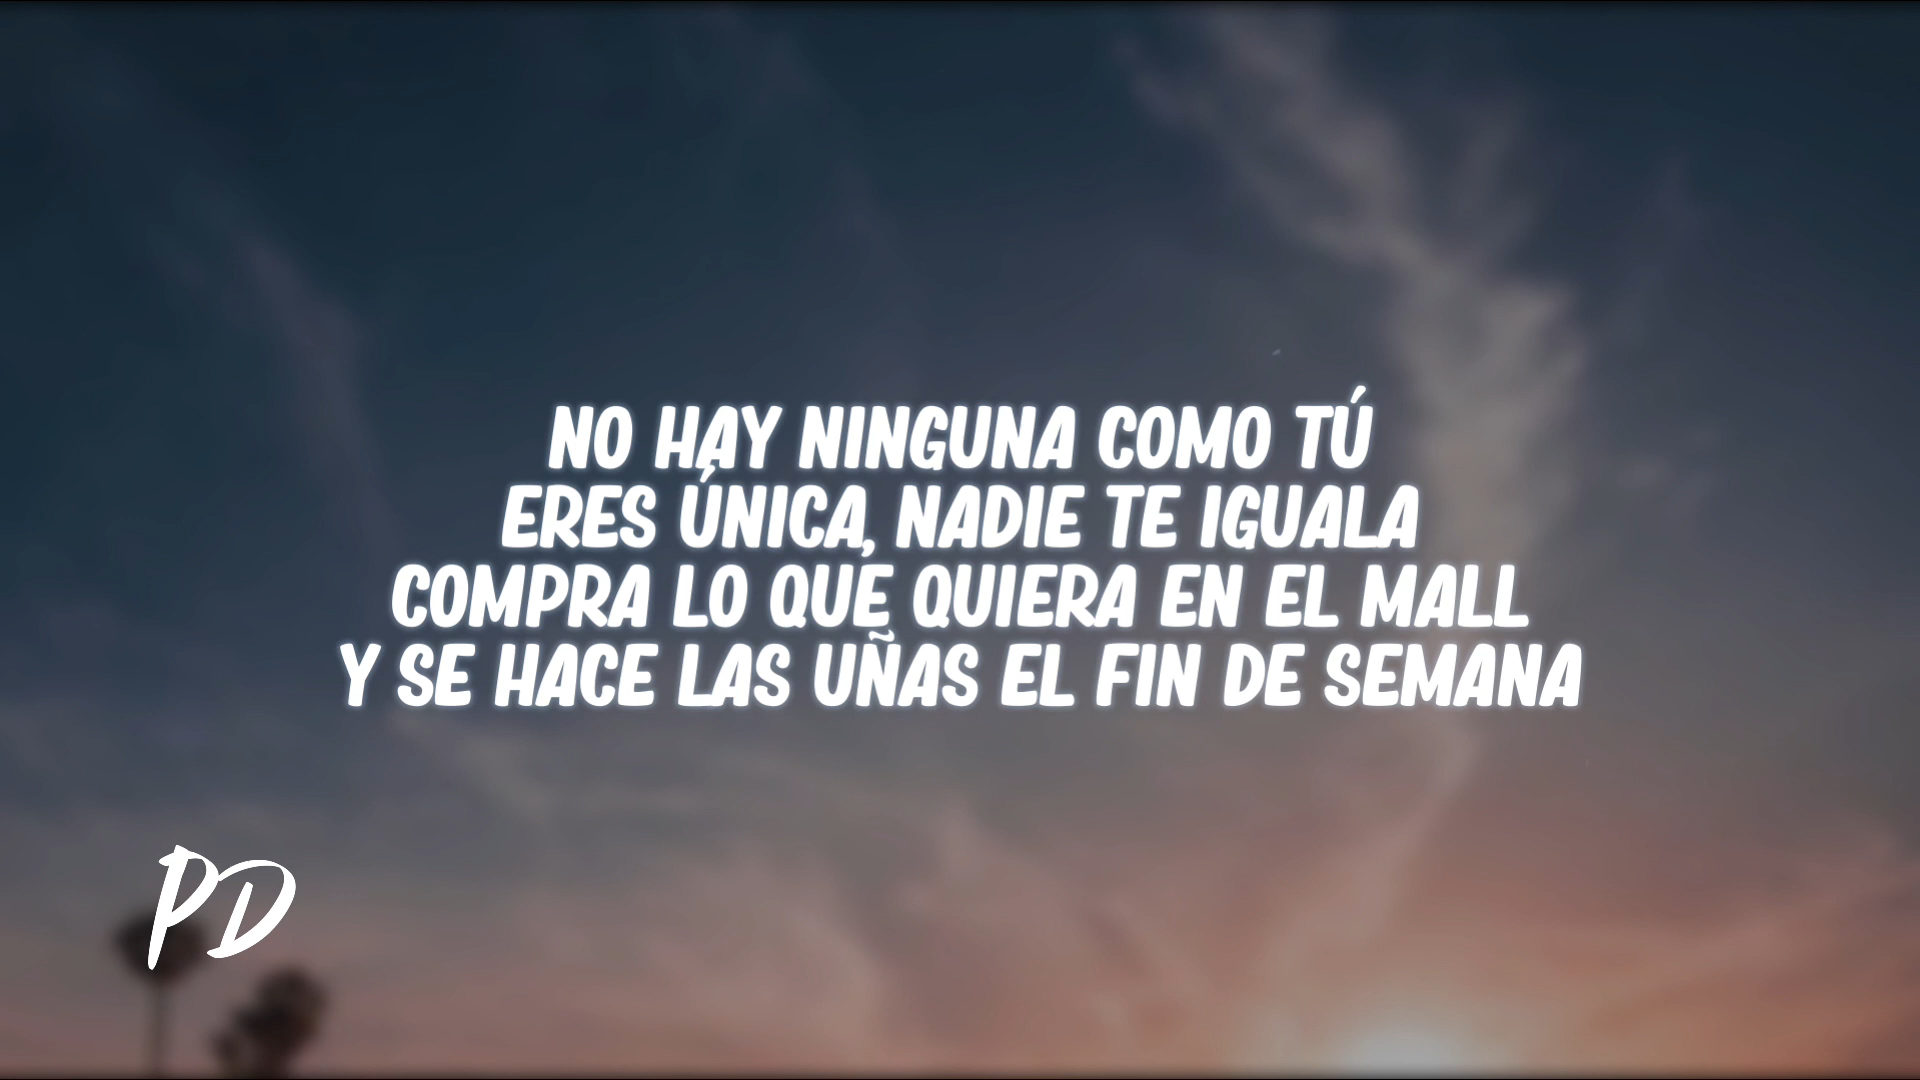 NO HAY NINGUNA COMO TÚ
ERES ÚNICA, NADIE TE IGUALA
COMPRA LO QUE QUIERA EN EL MALL
Y SE HACE LAS UÑAS EL FIN DE SEMANA
PD